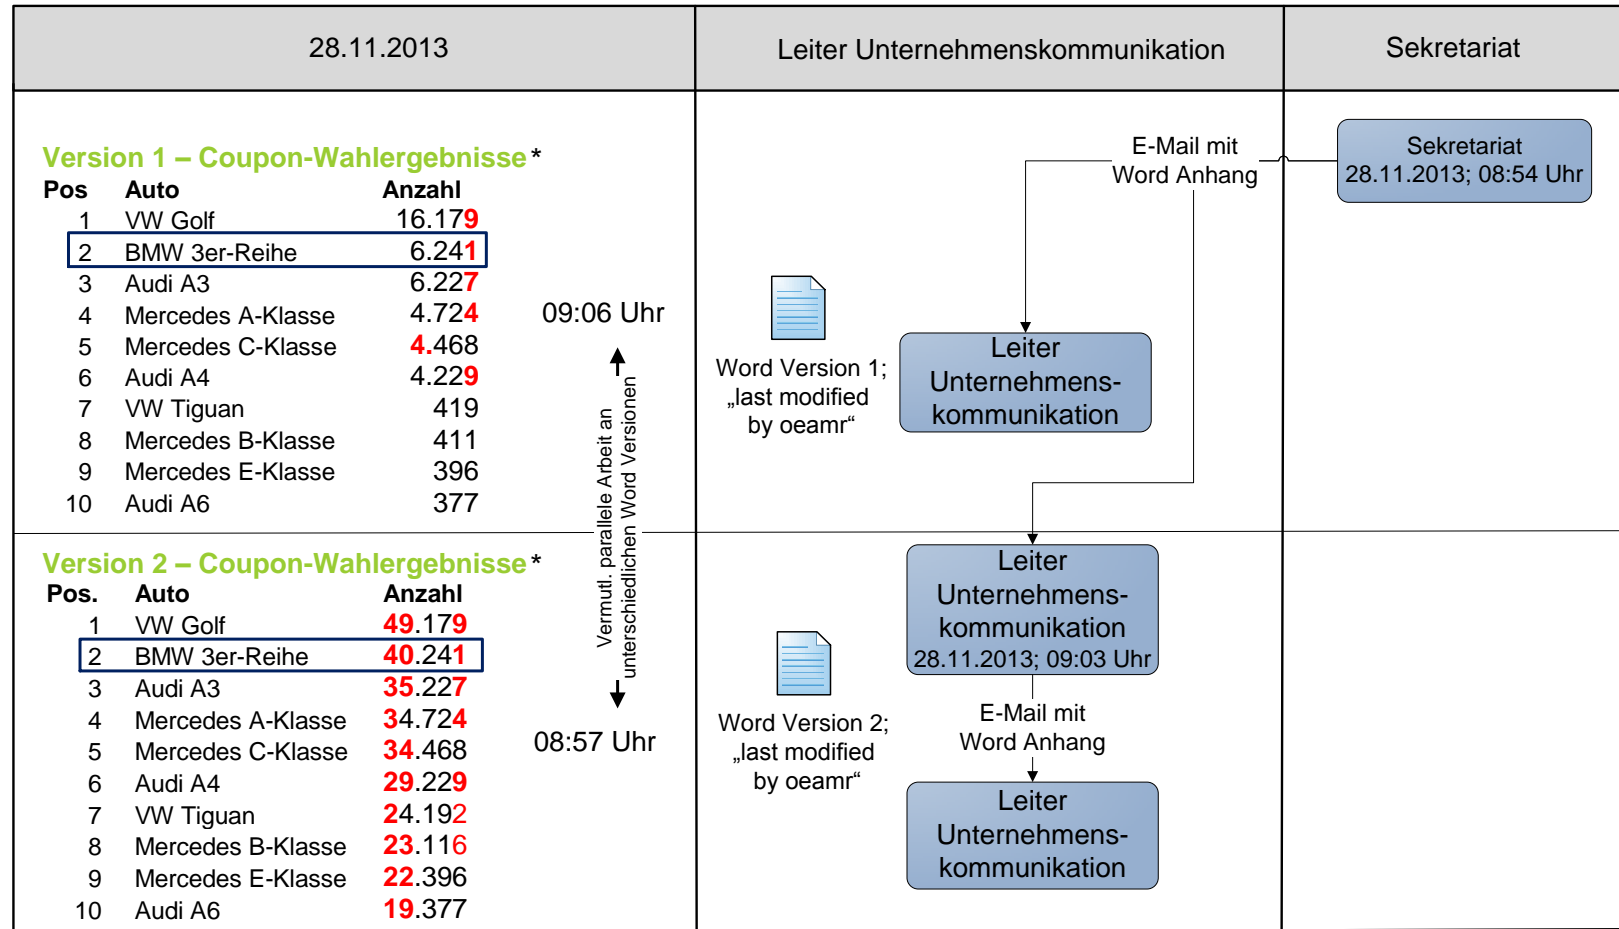 28.11.2013
Leiter Unternehmenskommunikation
Sekretariat
Version 1 – Coupon-Wahlergebnisse *
Pos Auto Anzahl
1 VW Golf 16.179
2 BMW 3er-Reihe 6.241
3 Audi A3 6.227
4 Mercedes A-Klasse 4.724
5 Mercedes C-Klasse 4.468
6 Audi A4 4.229
7 VW Tiguan 419
8 Mercedes B-Klasse 411
9 Mercedes E-Klasse 396
10 Audi A6 377
09:06 Uhr
Vermutl. parallele Arbeit an
unterschiedlichen Word Versionen
08:57 Uhr
E-Mail mit
Word Anhang
Sekretariat
28.11.2013; 08:54 Uhr
Word Version 1;
„last modified
by oeamr“
Leiter
Unternehmens-
kommunikation
Version 2 – Coupon-Wahlergebnisse *
Pos. Auto Anzahl
1 VW Golf 49.179
2 BMW 3er-Reihe 40.241
3 Audi A3 35.227
4 Mercedes A-Klasse 34.724
5 Mercedes C-Klasse 34.468
6 Audi A4 29.229
7 VW Tiguan 24.192
8 Mercedes B-Klasse 23.116
9 Mercedes E-Klasse 22.396
10 Audi A6 19.377
Leiter
Unternehmens-
kommunikation
28.11.2013; 09:03 Uhr
Word Version 2;
„last modified
by oeamr“
E-Mail mit
Word Anhang
Leiter
Unternehmens-
kommunikation